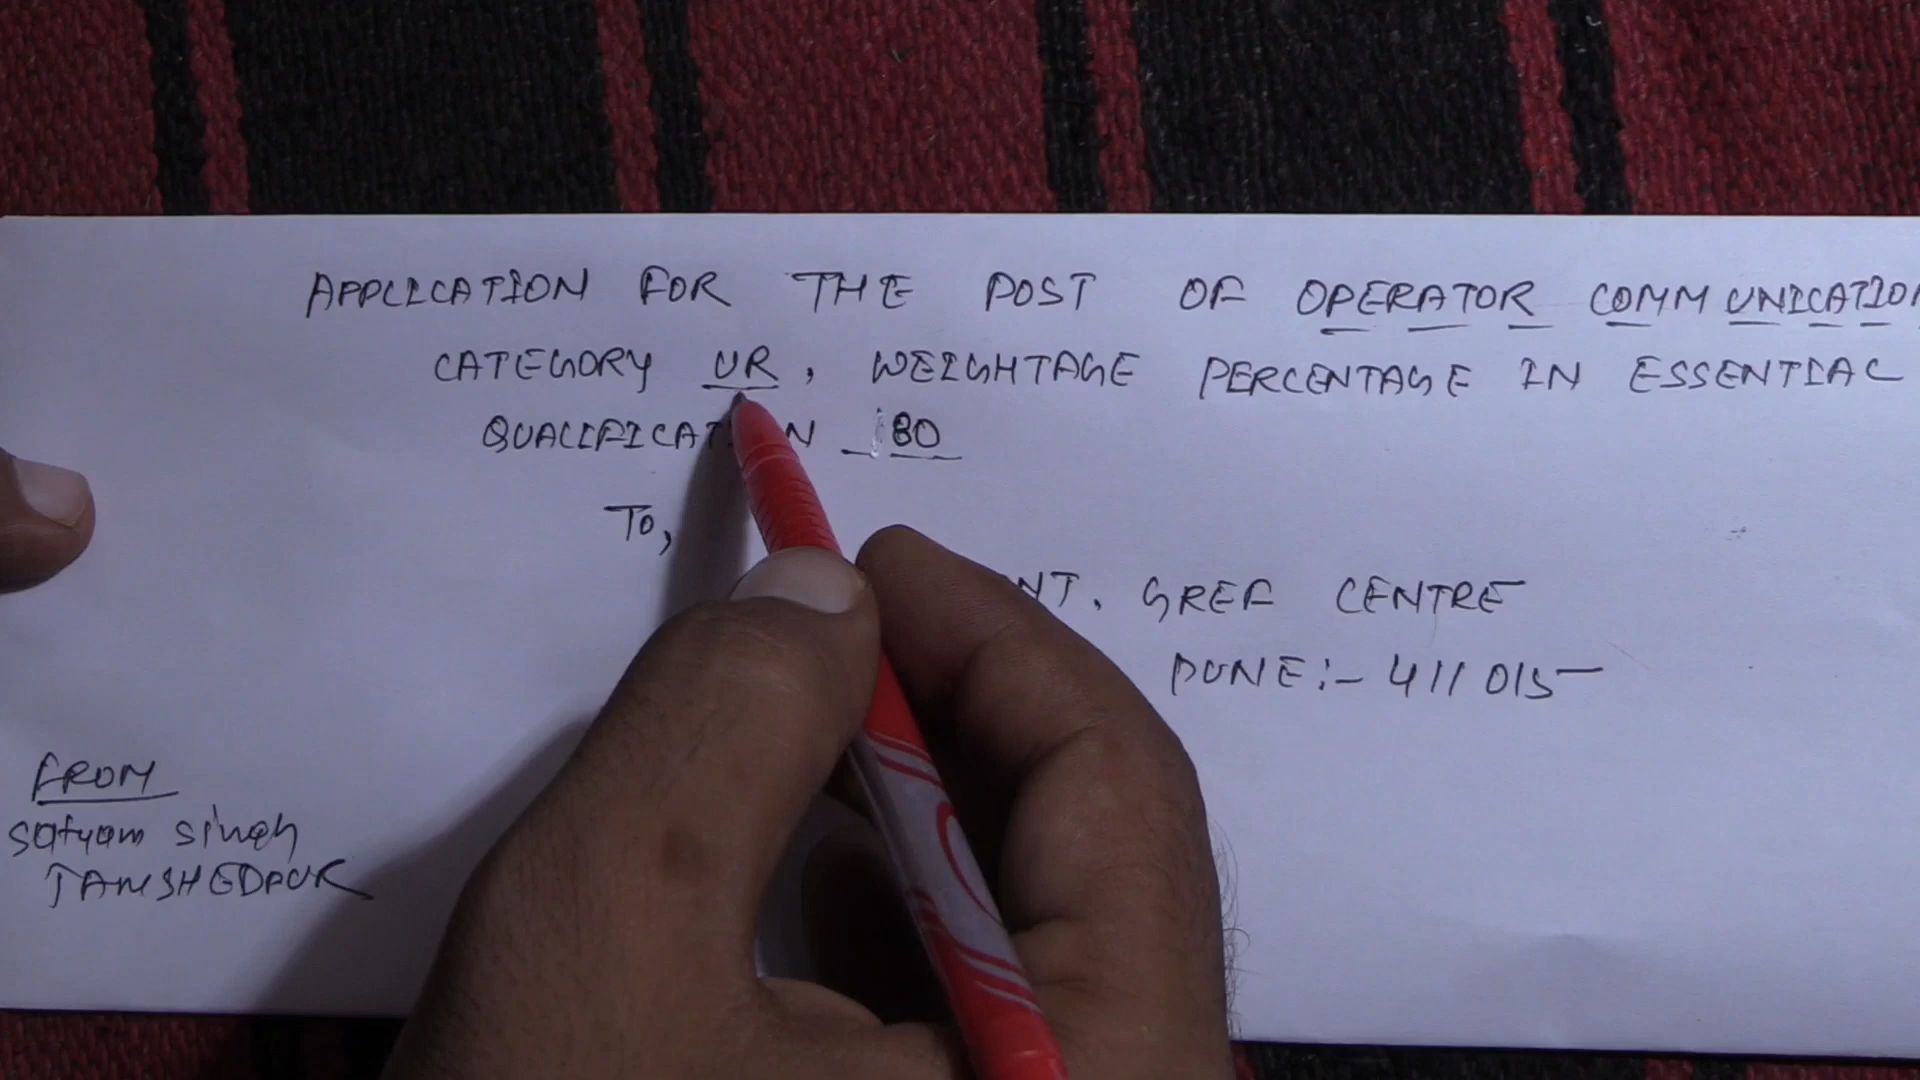 APPLICATION FOR THE POST OF OPERATOR COMMUNICATION
CATEGORY UR, WEIGHTAGE PERCENTAGE IN ESSENTIAL
QUALIFICATION 80
To,
GREF CENTRE
PUNE:- 411015
FROM
Satyam Singh
JAMSHEDPUR